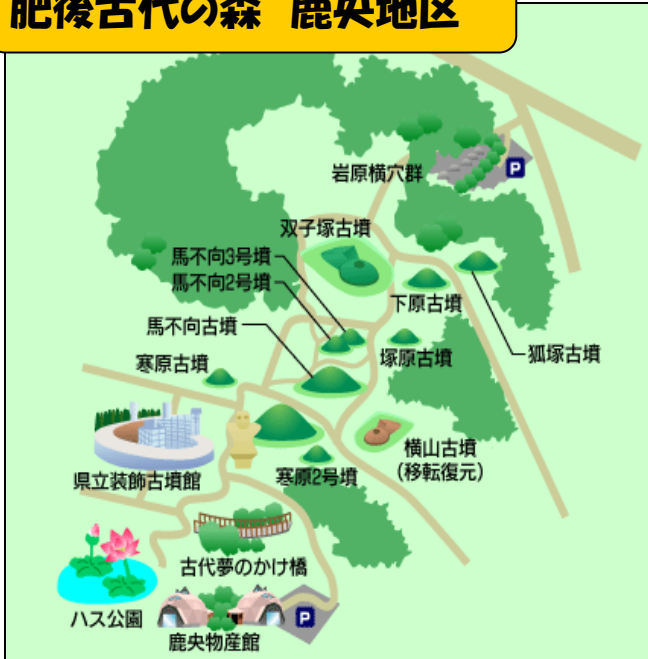 肥後古代の森 鹿央地区
岩原横穴群
P
双子塚古墳
馬不向3号墳
馬不向2号墳
下原古墳
馬不向古墳
塚原古墳
狐塚古墳
寒原古墳
横山古墳
(移転復元)
県立装飾古墳館
寒原2号墳
古代夢のかけ橋
ハス公園
P
鹿央物産館